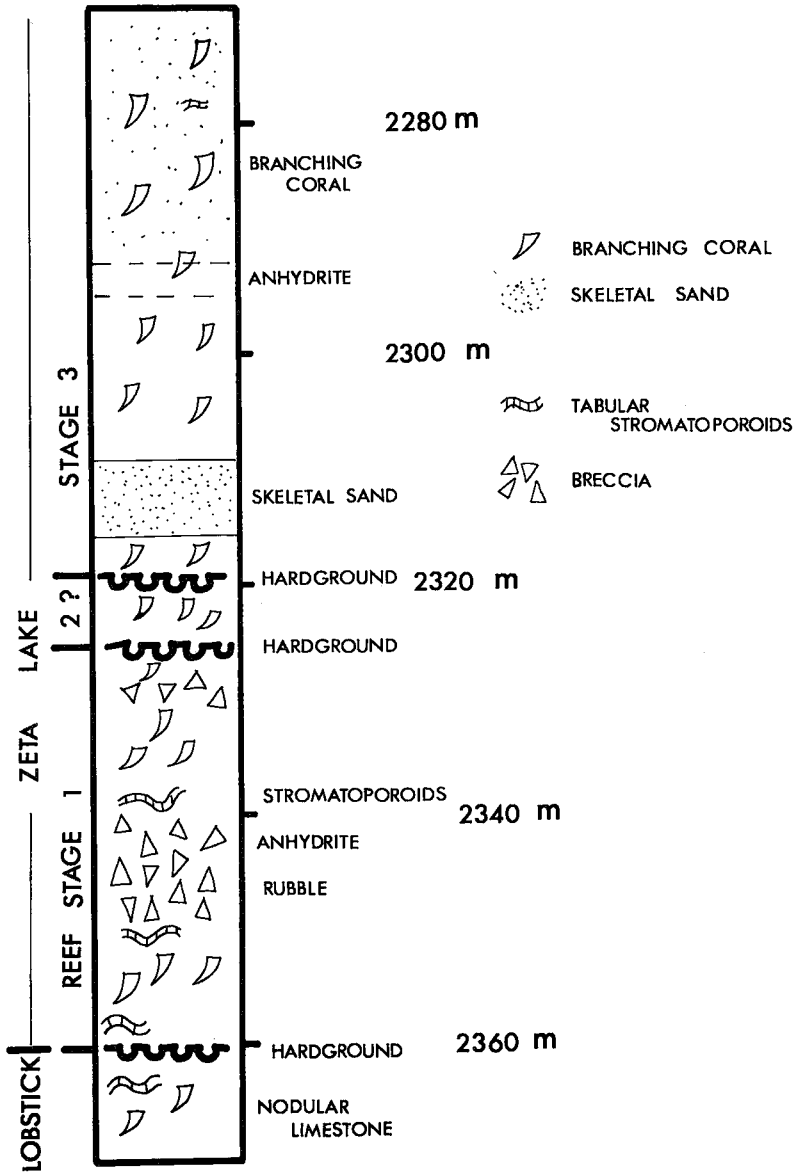 2280 m
BRANCHING
CORAL
ANHYDRITE
2300 m
SKELETAL SAND
HARDGROUND 2320 m
HARDGROUND
STROMATOPOROIDS
2340 m
ANHYDRITE
RUBBLE
HARDGROUND
2360 m
NODULAR
LIMESTONE
BRANCHING CORAL
SKELETAL SAND
TABULAR
STROMATOPOROIDS
BRECCIA
STAGE 3
2 ?
REEF STAGE 1
ZETA LAKE
LOBSTICK